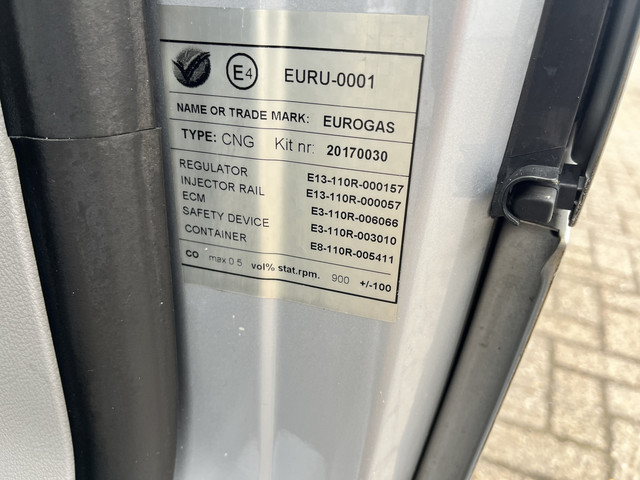 E4 EURU-0001
NAME OR TRADE MARK: EUROGAS
TYPE: CNG Kit nr: 20170030
REGULATOR E13-110R-000157
INJECTOR RAIL E13-110R-000057
ECM E3-110R-006066
SAFETY DEVICE E3-110R-003010
CONTAINER E8-110R-005411
CO max 0.5 vol% stat.rpm. 900 +/-100